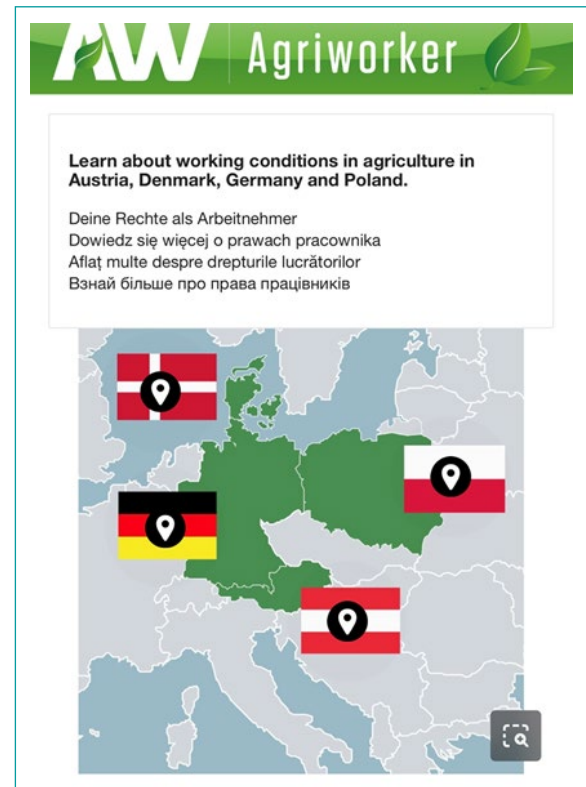 AW Agriworker
Learn about working conditions in agriculture in
Austria, Denmark, Germany and Poland.
Deine Rechte als Arbeitnehmer
Dowiedz się więcej o prawach pracownika
Aflaț multe despre drepturile lucrătorilor
Взнай більше про права працівників